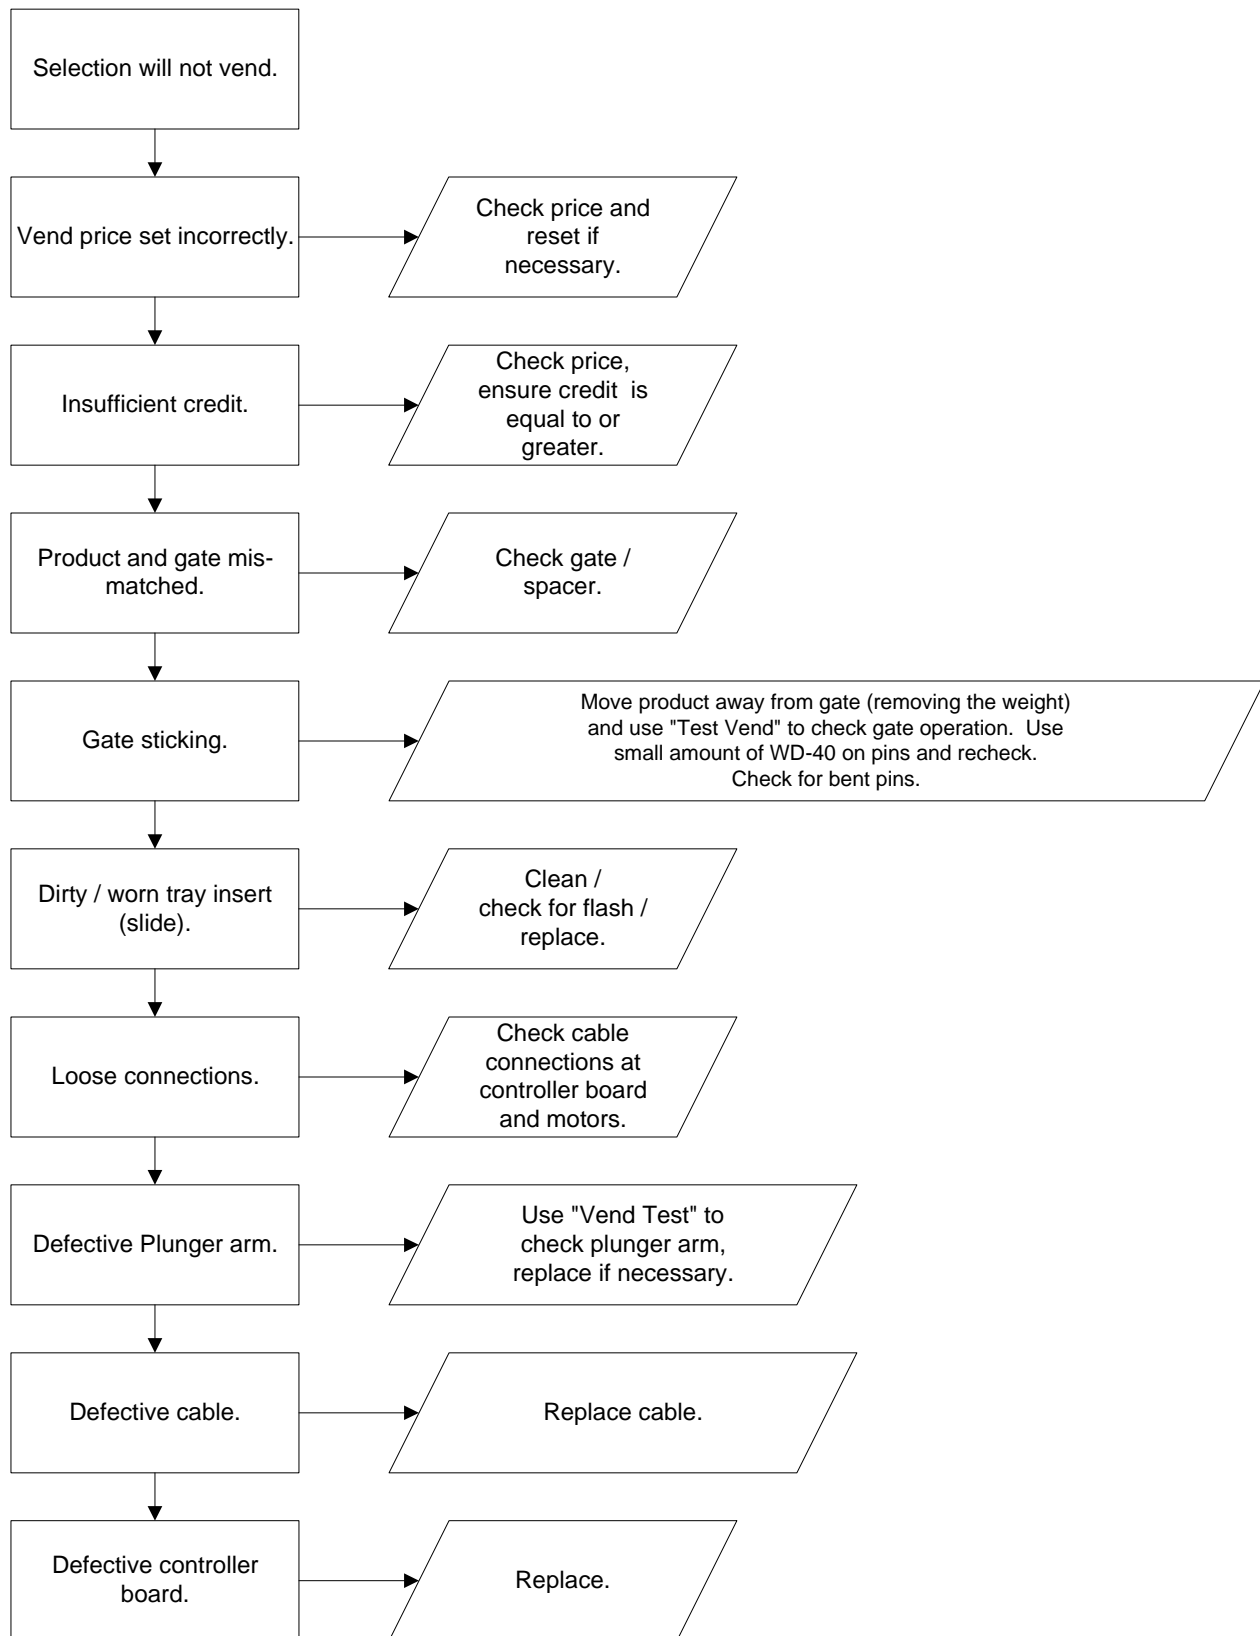 Selection will not vend.
Vend price set incorrectly.
Check price and
reset if
necessary.
Insufficient credit.
Check price,
ensure credit  is
equal to or
greater.
Product and gate mis-
matched.
Check gate /
spacer.
Gate sticking.
Move product away from gate (removing the weight)
and use "Test Vend" to check gate operation.  Use
small amount of WD-40 on pins and recheck.
Check for bent pins.
Dirty / worn tray insert
(slide).
Clean /
check for flash /
replace.
Loose connections.
Check cable
connections at
controller board
and motors.
Defective Plunger arm.
Use "Vend Test" to
check plunger arm,
replace if necessary.
Defective cable.
Replace cable.
Defective controller
board.
Replace.